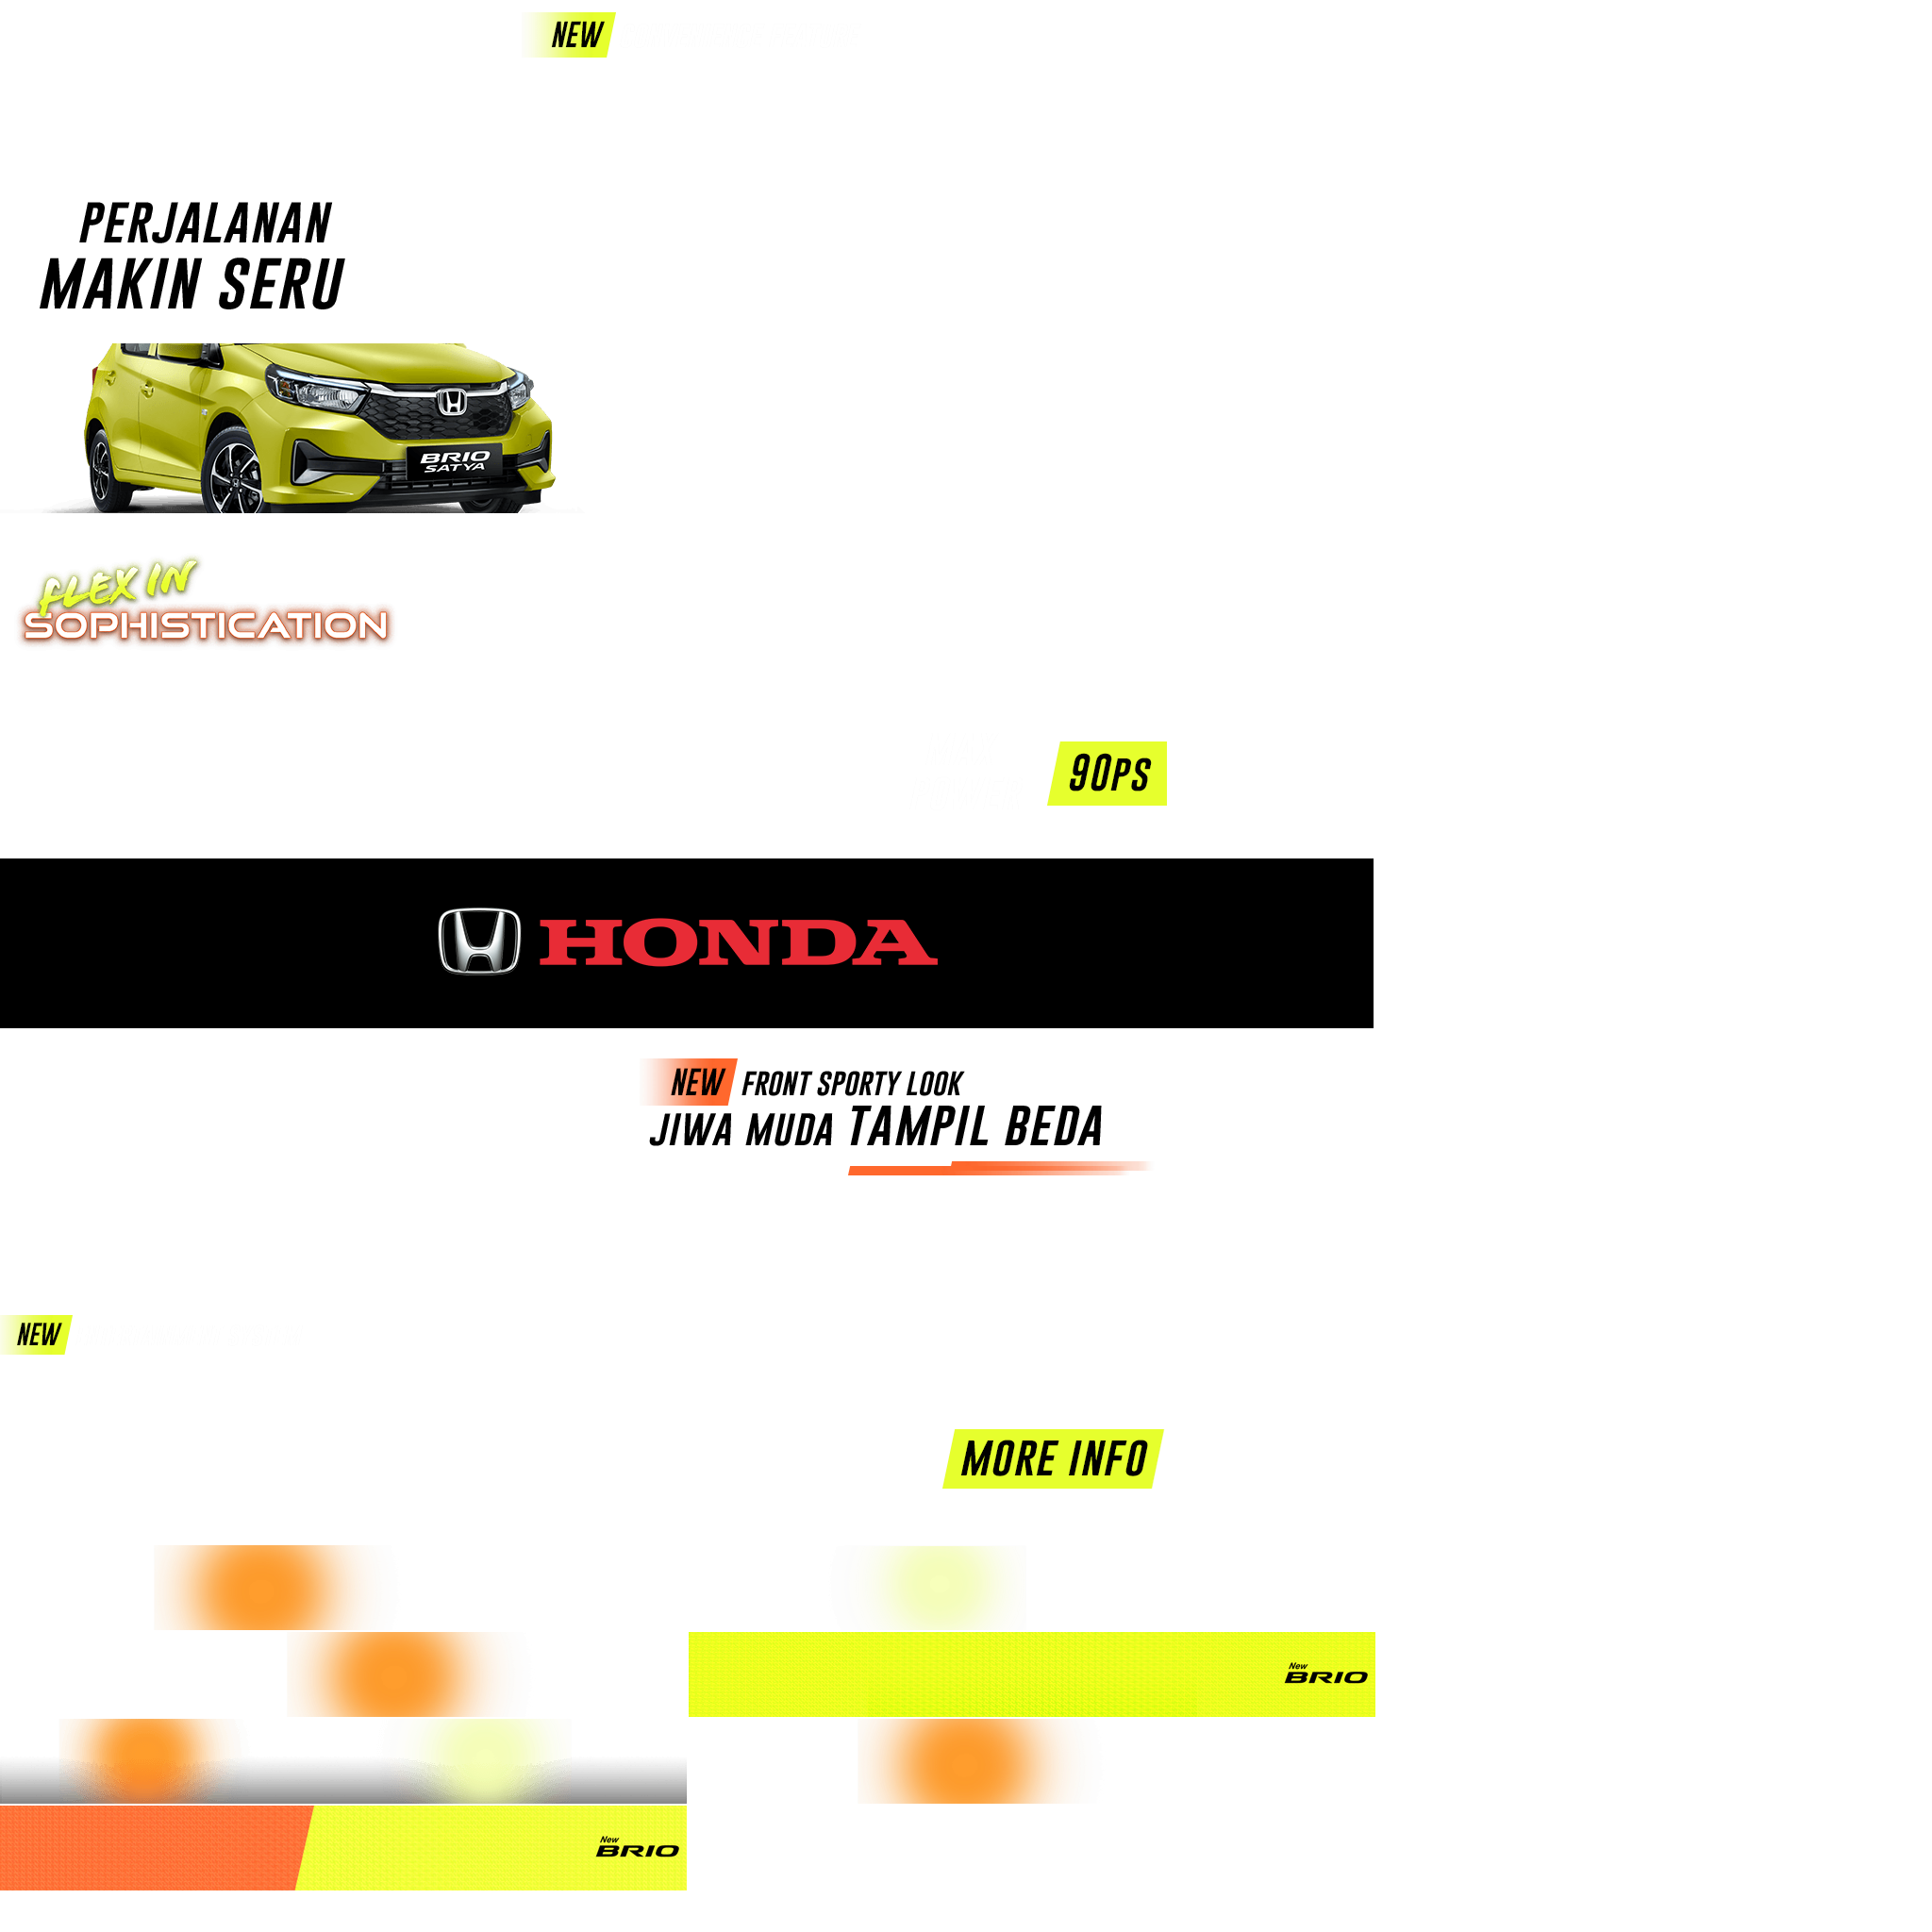 NEW
PERJALANAN
MAKIN SERU
BRIO
SATYA
FLEX IN
SOPHISTICATION
90PS
HONDA
NEW FRONT SPORTY LOOK
JIWA MUDA TAMPIL BEDA
NEW
MORE INFO
New
BRIO
New
BRIO